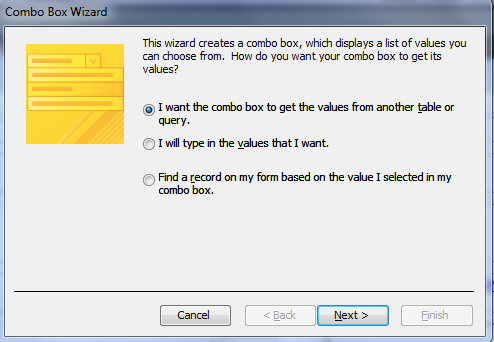 Combo Box Wizard
This wizard creates a combo box, which displays a list of values you
can choose from.  How do you want your combo box to get its
values?
I want the combo box to get the values from another table or
query.
I will type in the values that I want.
Find a record on my form based on the value I selected in my
combo box.
Cancel
< Back
Next >
Finish